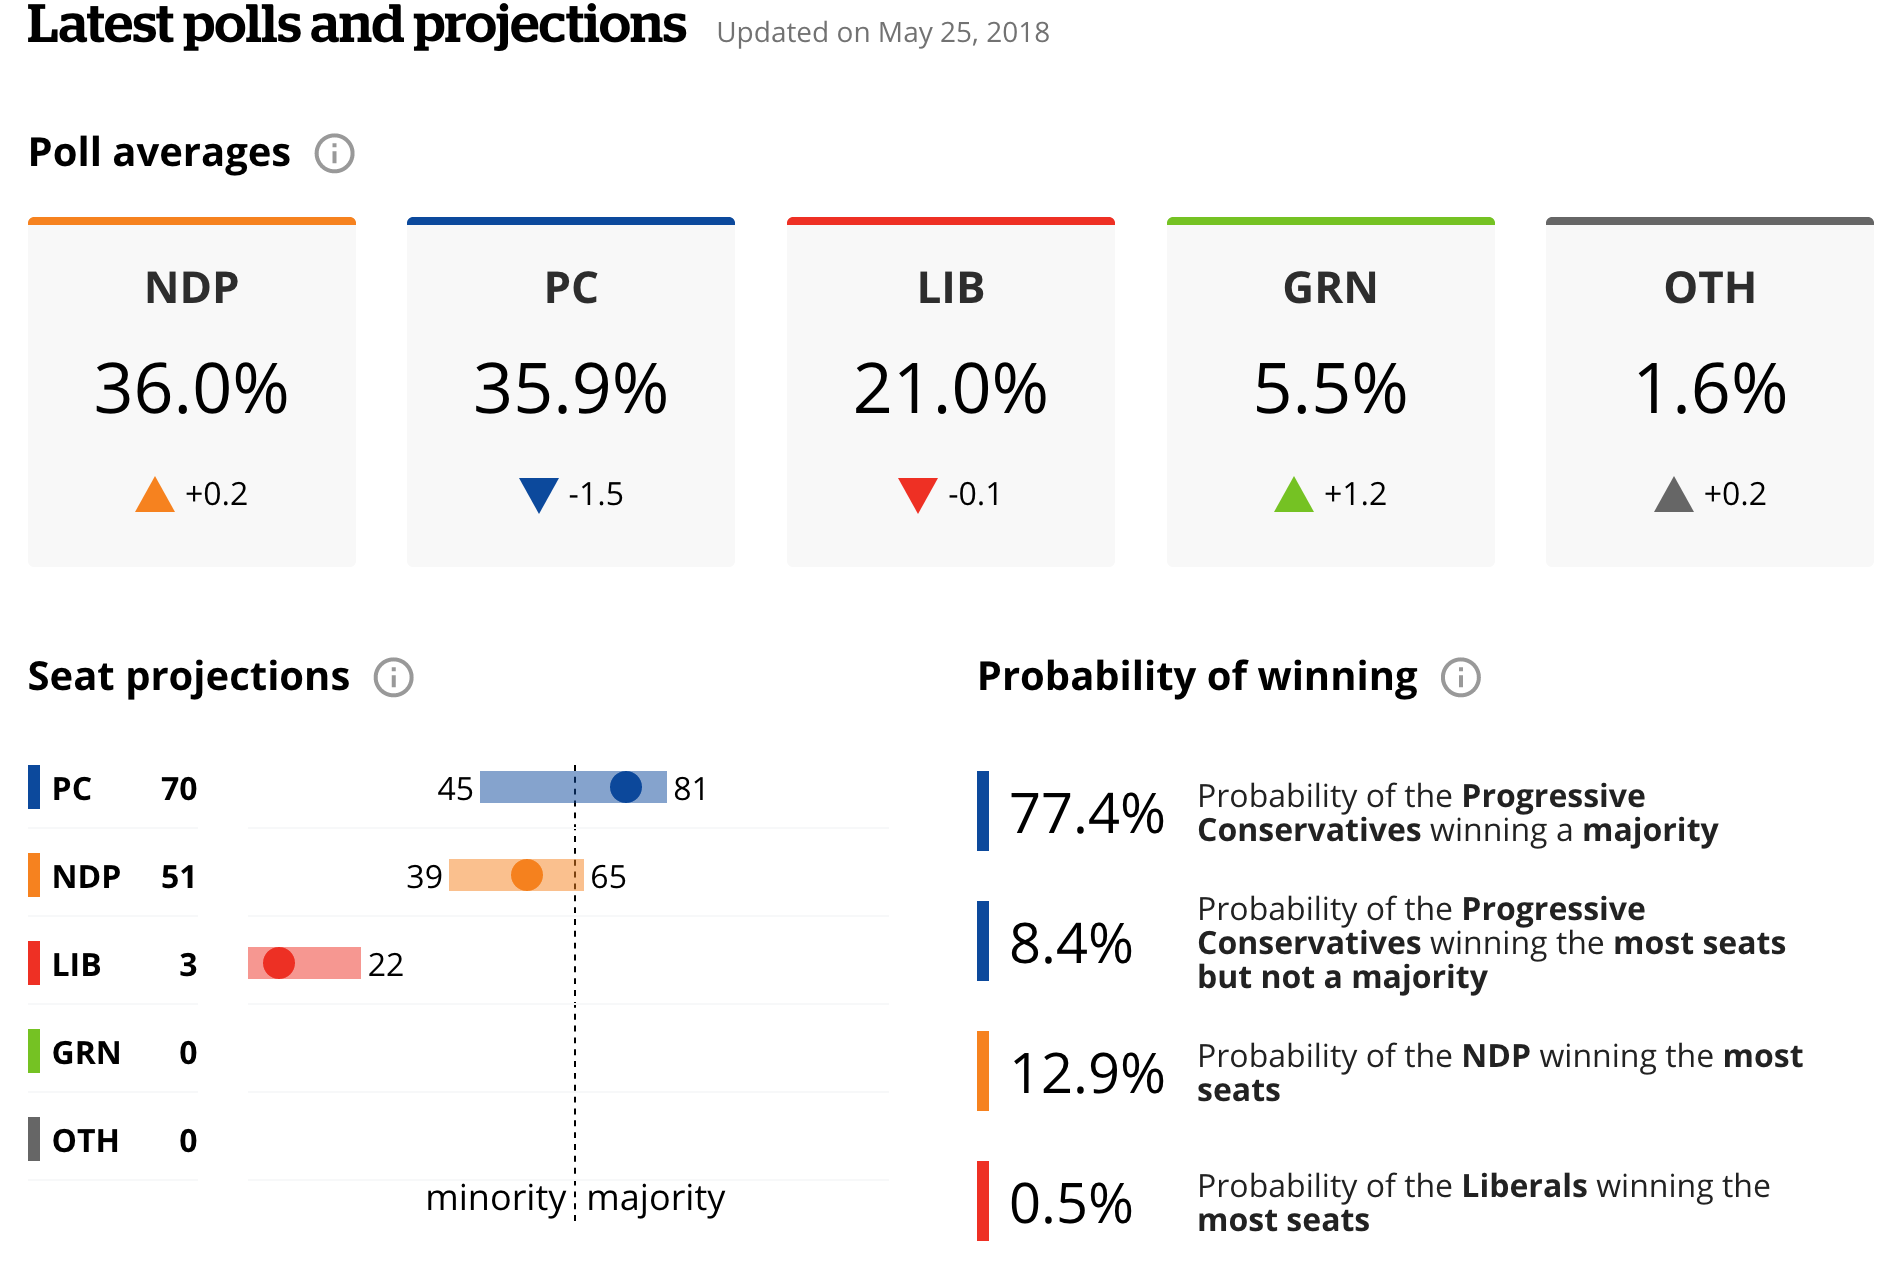 Latest polls and projections Updated on May 25, 2018
Poll averages
NDP PC LIB GRN OTH
36.0% 35.9% 21.0% 5.5% 1.6%
+0.2 -1.5 -0.1 +1.2 +0.2
Seat projections
PC 70 45 81
NDP 51 39 65
LIB 3 22
GRN 0
OTH 0
minority majority
Probability of winning
77.4% Probability of the Progressive
Conservatives winning a majority
8.4% Probability of the Progressive
Conservatives winning the most seats
but not a majority
12.9% Probability of the NDP winning the most
seats
0.5% Probability of the Liberals winning the
most seats